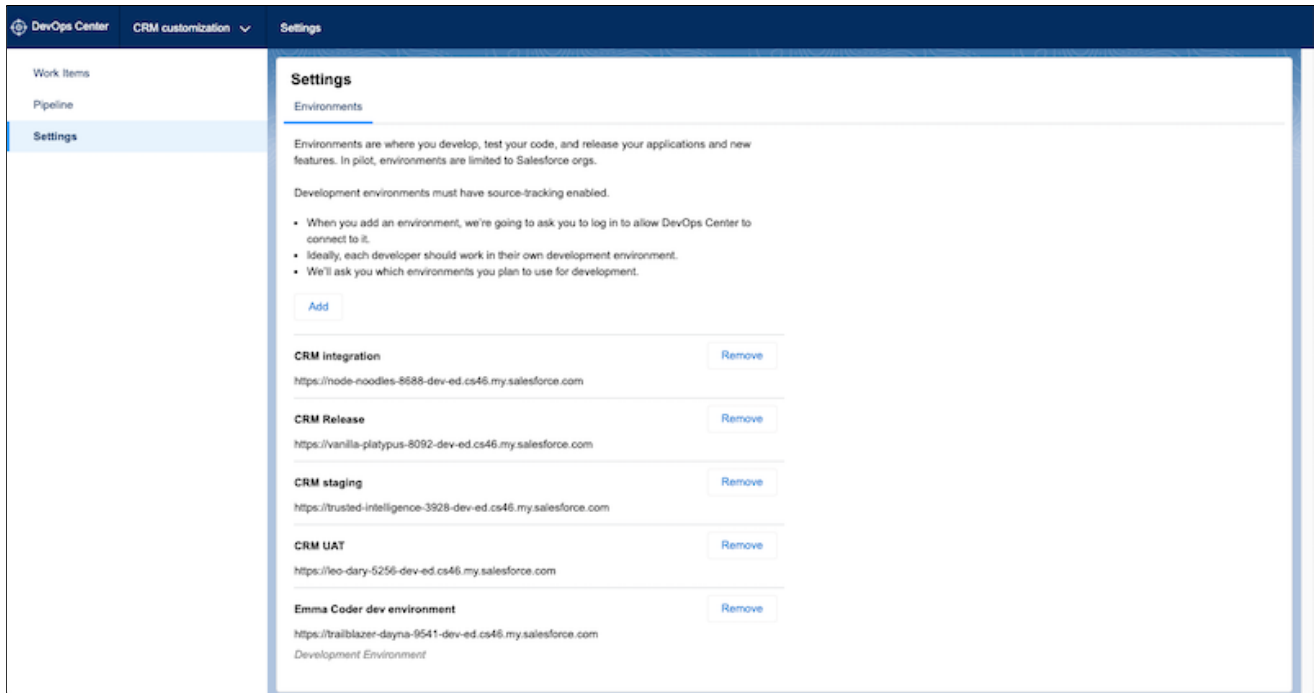 DevOps Center
CRM customization
Settings
Work Items
Pipeline
Settings
Settings
Environments
Environments are where you develop, test your code, and release your applications and new
features. In pilot, environments are limited to Salesforce orgs.
Development environments must have source-tracking enabled.
• When you add an environment, we're going to ask you to log in to allow DevOps Center to
connect to it.
• Ideally, each developer should work in their own development environment.
• We'll ask you which environments you plan to use for development.
Add
CRM integration
Remove
https://node-noodles-8688-dev-ed.cs46.my.salesforce.com
CRM Release
Remove
https://vanilla-platypus-8092-dev-ed.cs46.my.salesforce.com
CRM staging
Remove
https://trusted-intelligence-3928-dev-ed.cs46.my.salesforce.com
CRM UAT
Remove
https://leo-dary-5256-dev-ed.cs46.my.salesforce.com
Emma Coder dev environment
Remove
https://trailblazer-dayna-9541-dev-ed.cs46.my.salesforce.com
Development Environment